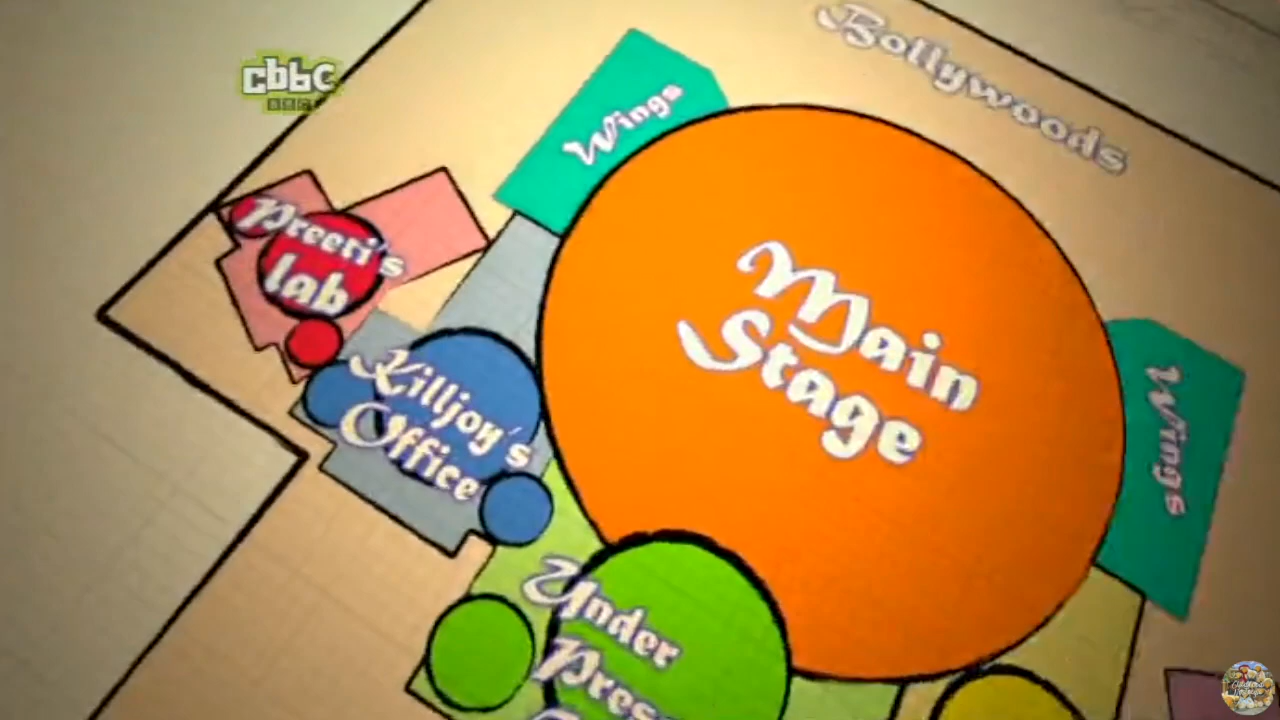 cbbc
BBC
Bollywoods
Wings
Preeti's
lab
Main
Stage
Killjoy's
Office
Wings
Under